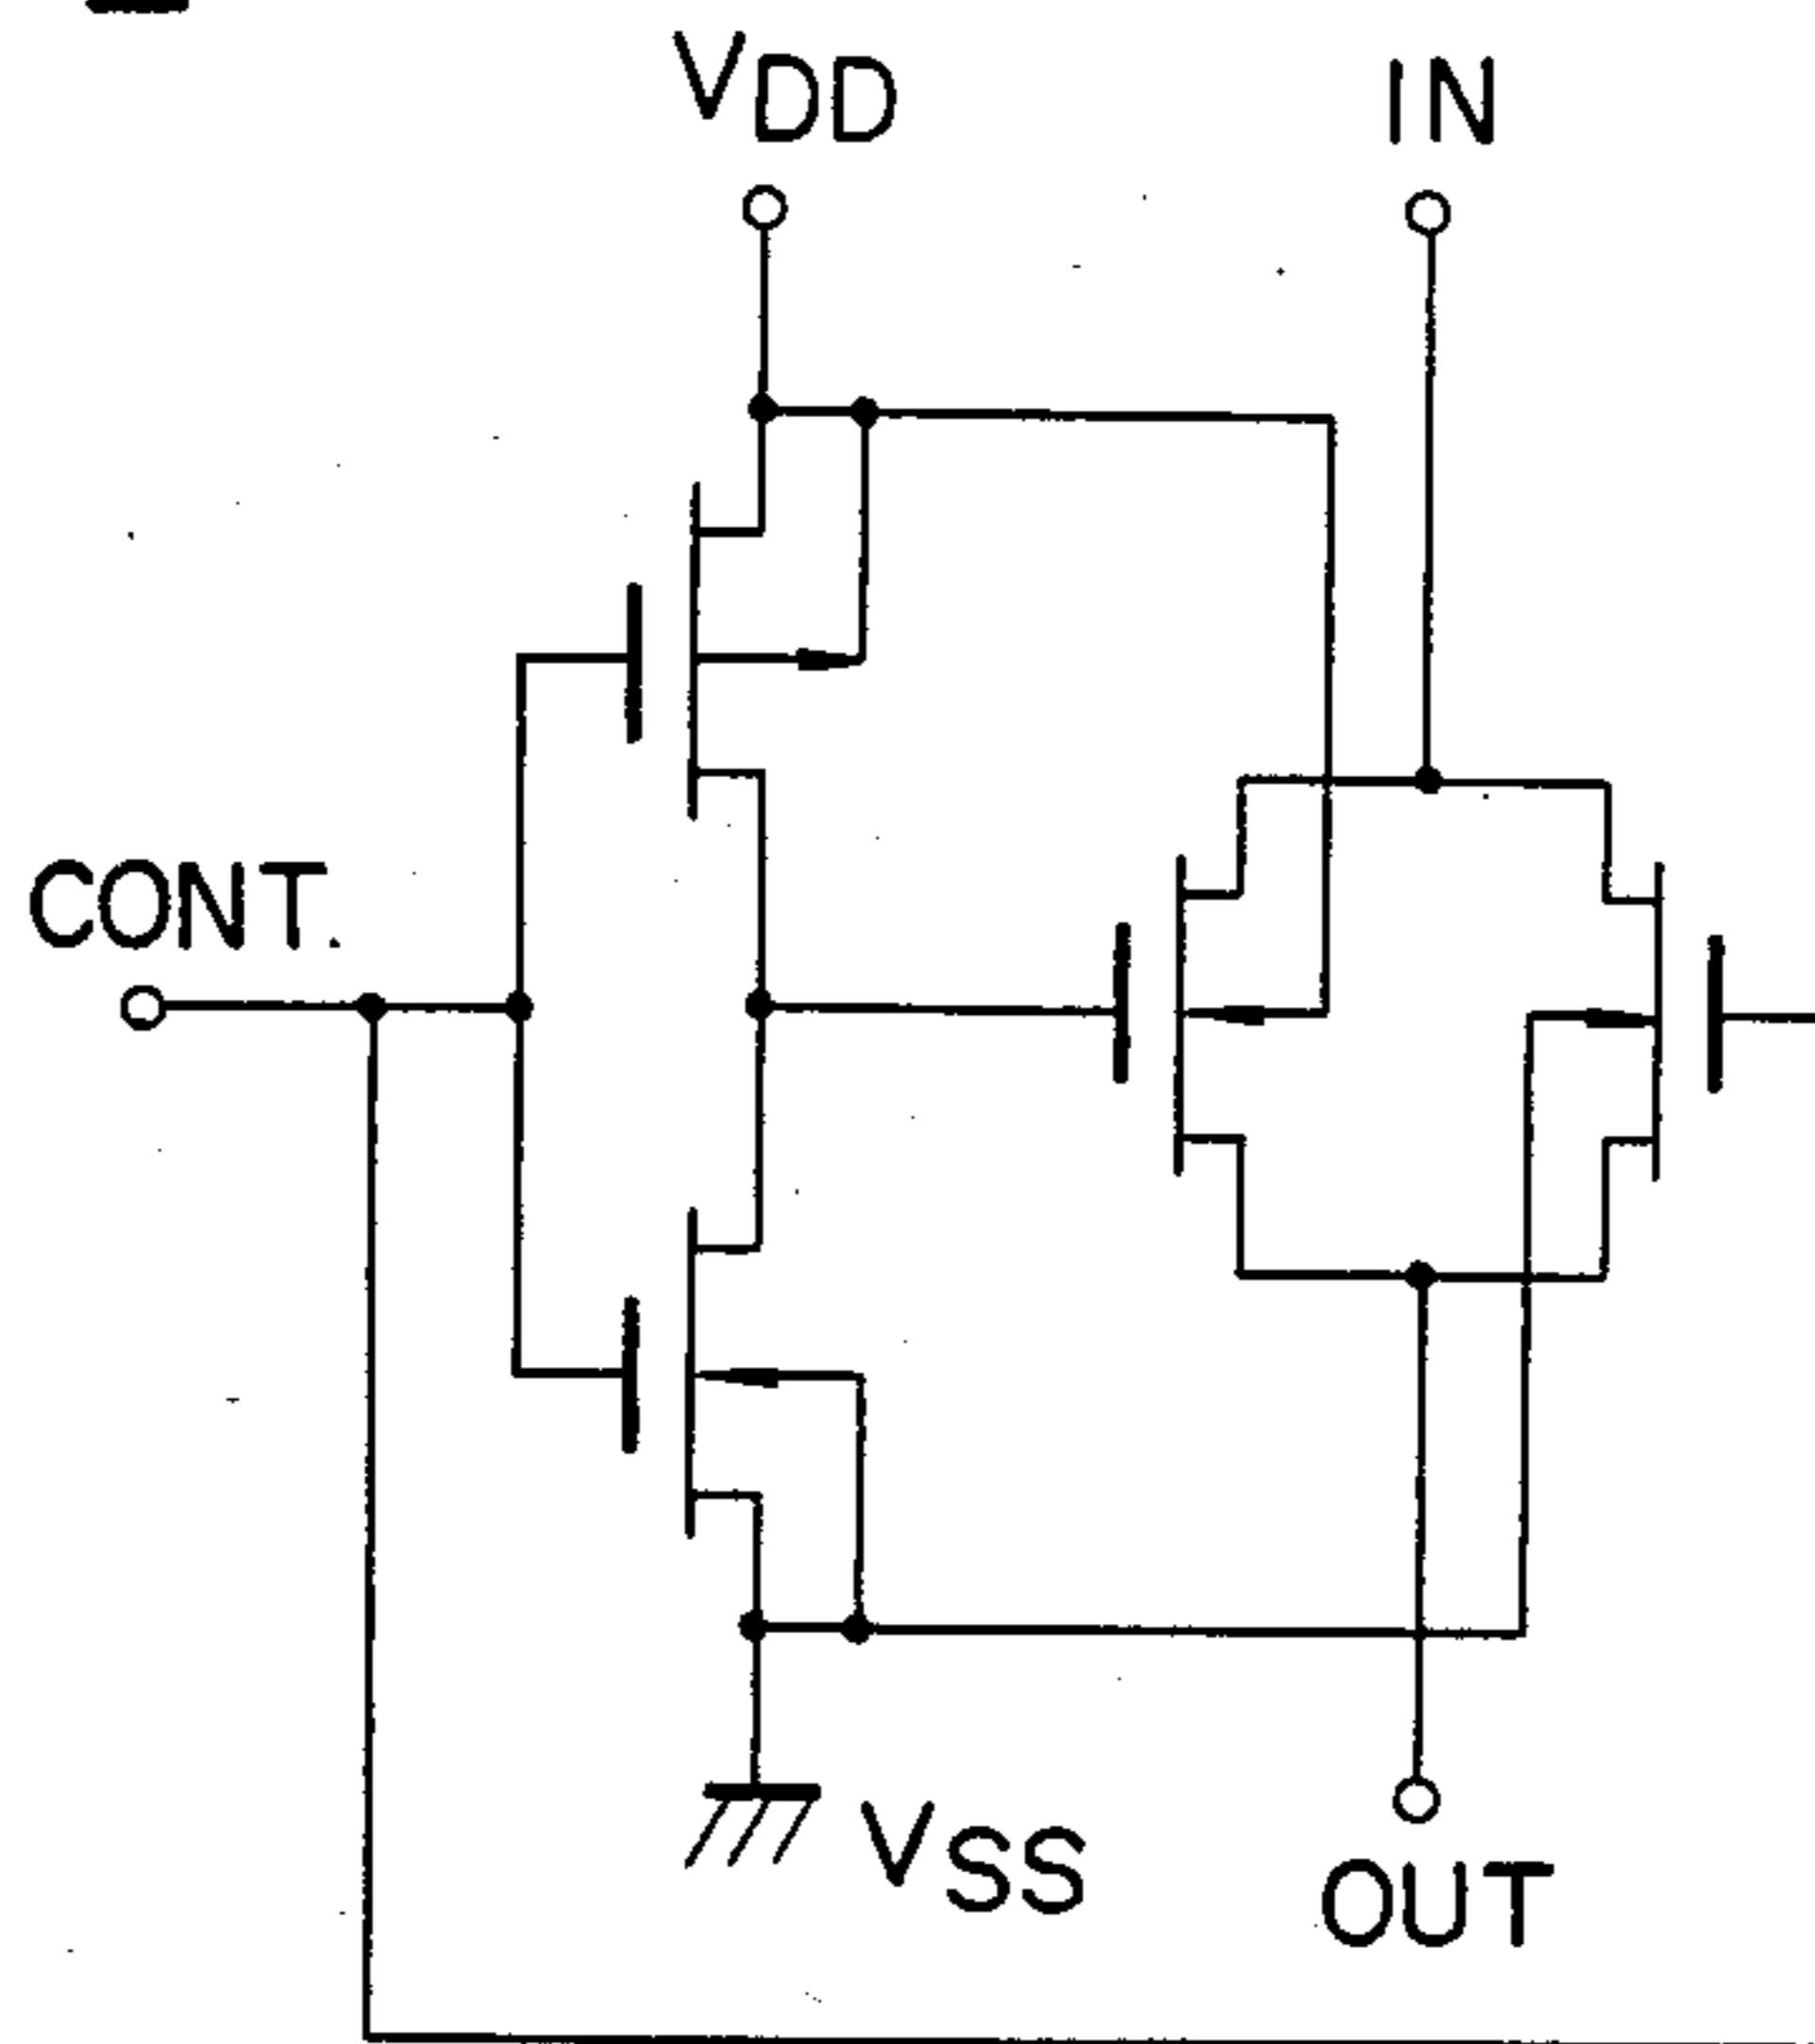 VDD
IN
CONT.
VSS
OUT